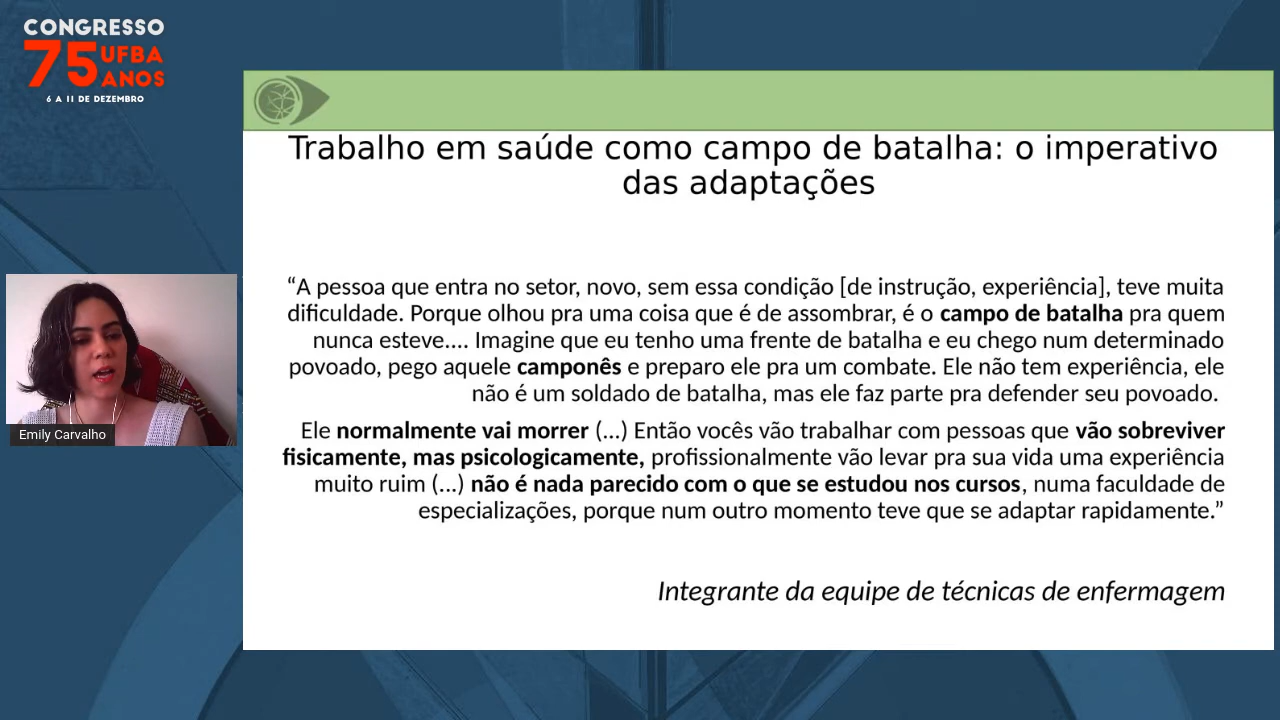 CONGRESSO
75 UFBA
ANOS
6 A 11 DE DEZEMBRO
Trabalho em saúde como campo de batalha: o imperativo
das adaptações
“A pessoa que entra no setor, novo, sem essa condição [de instrução, experiência], teve muita
dificuldade. Porque olhou pra uma coisa que é de assombrar, é o campo de batalha pra quem
nunca esteve.... Imagine que eu tenho uma frente de batalha e eu chego num determinado
povoado, pego aquele camponês e preparo ele pra um combate. Ele não tem experiência, ele
não é um soldado de batalha, mas ele faz parte pra defender seu povoado.
Ele normalmente vai morrer (...) Então vocês vão trabalhar com pessoas que vão sobreviver
fisicamente, mas psicologicamente, profissionalmente vão levar pra sua vida uma experiência
muito ruim (...) não é nada parecido com o que se estudou nos cursos, numa faculdade de
especializações, porque num outro momento teve que se adaptar rapidamente.”
Integrante da equipe de técnicas de enfermagem
Emily Carvalho